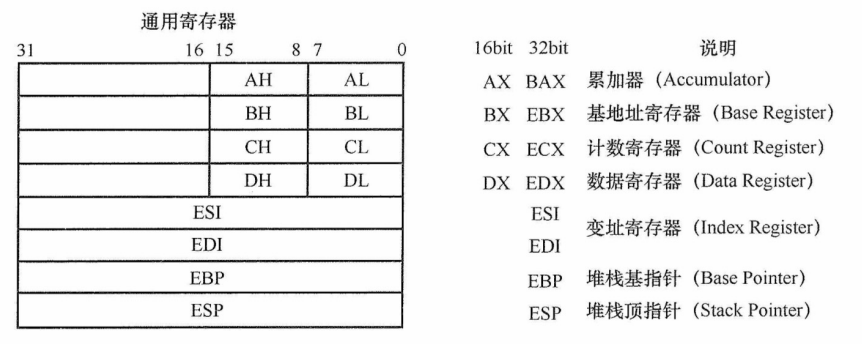 通用寄存器
31 16 15 8 7 0
AH AL
BH BL
CH CL
DH DL
ESI
EDI
EBP
ESP
16bit 32bit 说明
AX BAX 累加器（Accumulator）
BX EBX 基地址寄存器（Base Register）
CX ECX 计数寄存器（Count Register）
DX EDX 数据寄存器（Data Register）
ESI
变址寄存器（Index Register）
EDI
EBP 堆栈基指针（Base Pointer）
ESP 堆栈顶指针（Stack Pointer）